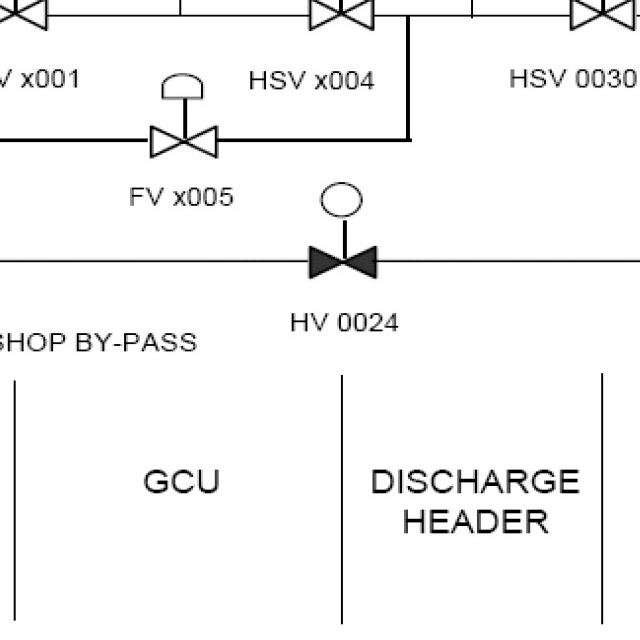 V x001
HSV x004
HSV 0030
FV x005
HV 0024
SHOP BY-PASS
GCU
DISCHARGE
HEADER